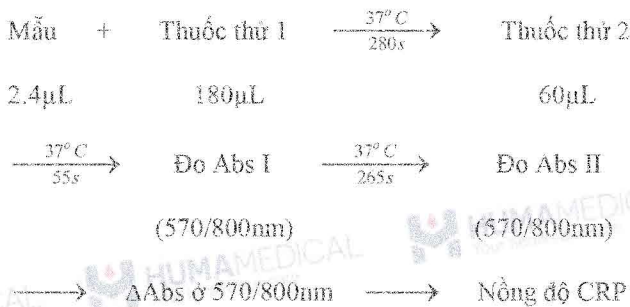 Mẫu + Thuốc thử 1 37° C 280s → Thuốc thử 2
2.4µL 180µL 60µL
37° C 55s → Đo Abs I 37° C 265s → Đo Abs II
(570/800nm) (570/800nm)
→ ΔAbs ở 570/800nm → Nồng độ CRP
HUMAMEDICAL
HUMAMEDIC